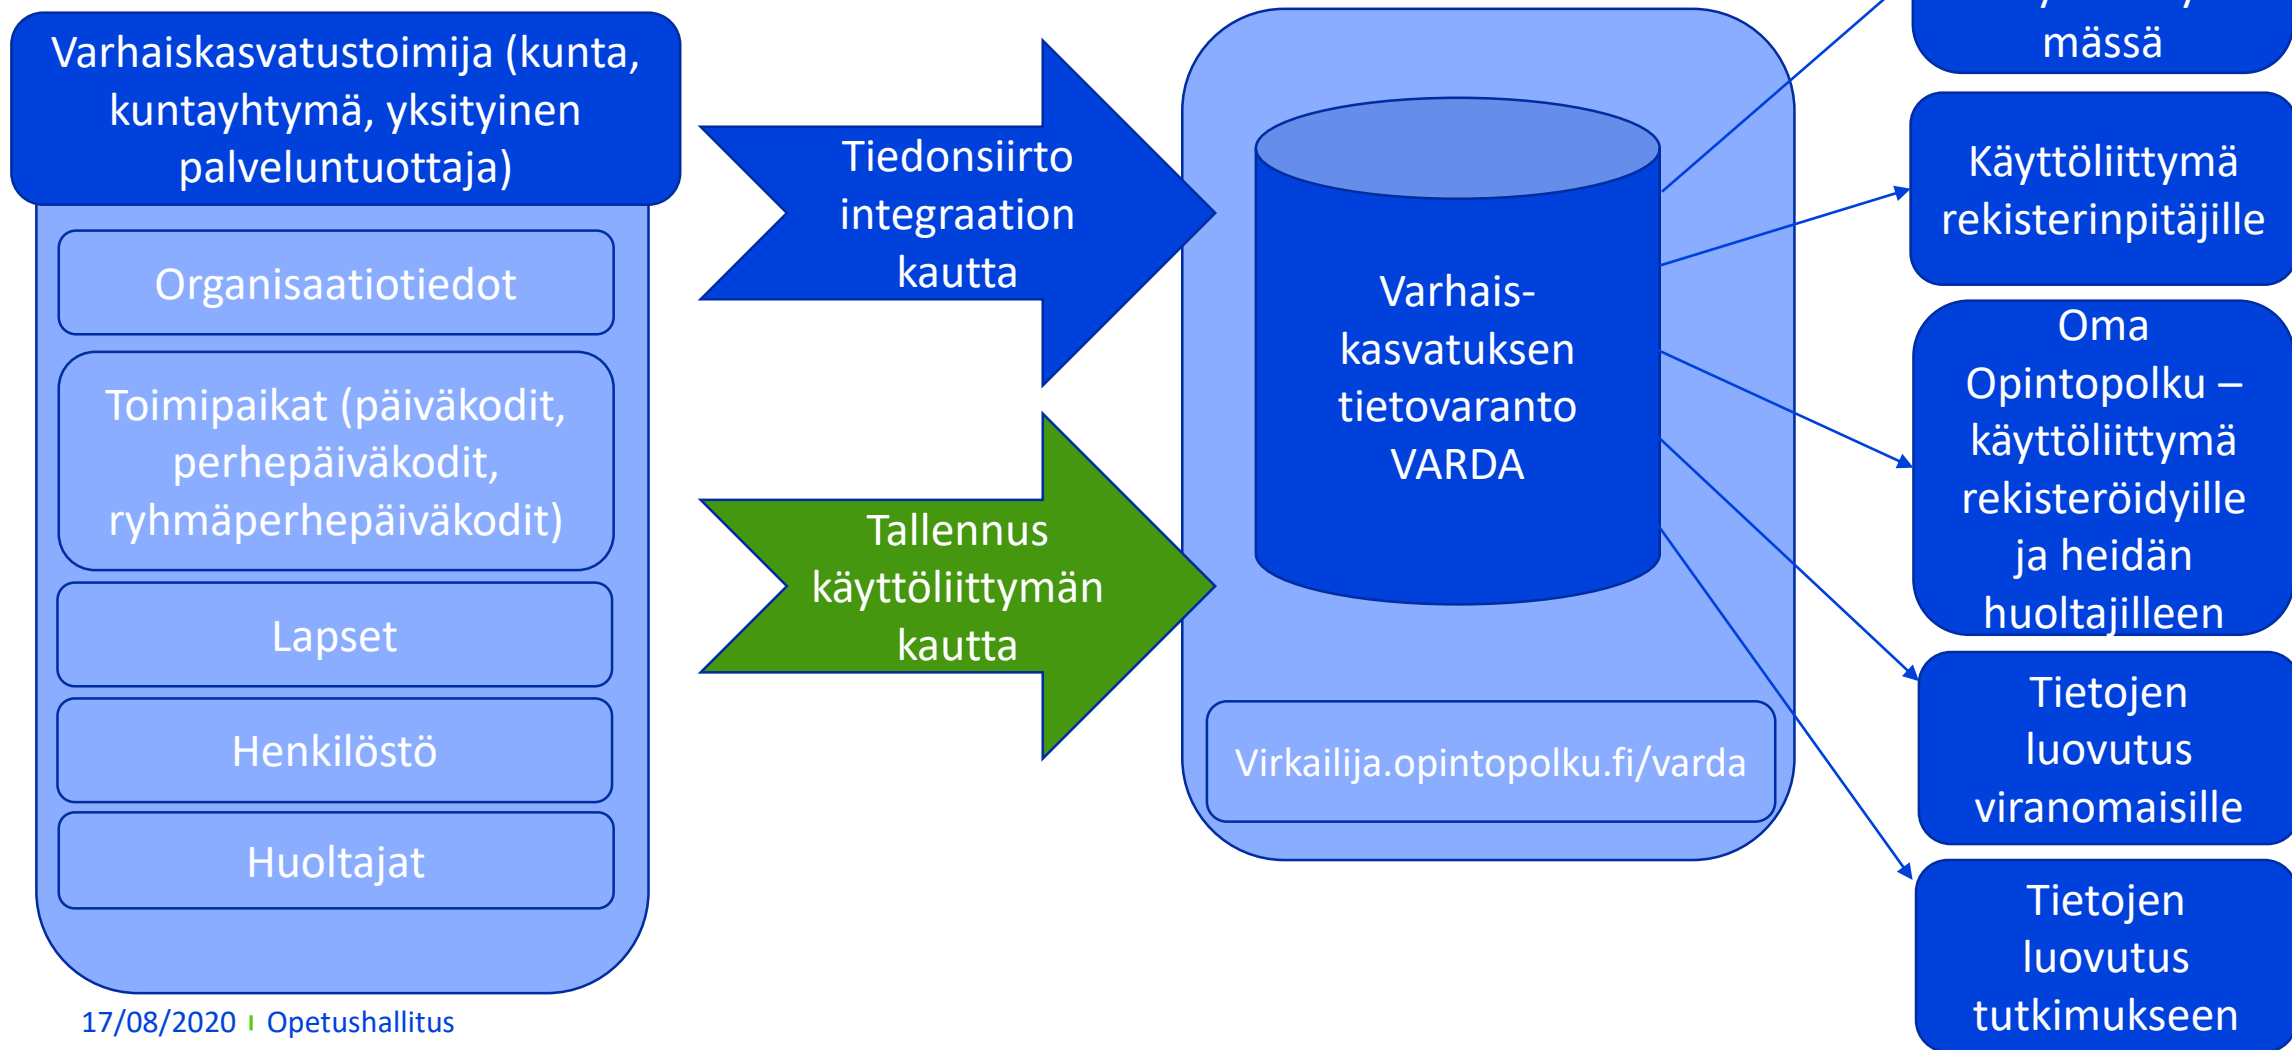 Varhaiskasvatustoimija (kunta,
kuntayhtymä, yksityinen
palveluntuottaja)
Organisaatiotiedot
Toimipaikat (päiväkodit,
perhepäiväkodit,
ryhmäperhepäiväkodit)
Lapset
Henkilöstö
Huoltajat
Tiedonsiirto
integraation
kautta
Tallennus
käyttöliittymän
kautta
Varhais-
kasvatuksen
tietovaranto
VARDA
Virkailija.opintopolku.fi/varda
mässä
Käyttöliittymä
rekisterinpitäjille
Oma
Opintopolku –
käyttöliittymä
rekisteröidyille
ja heidän
huoltajilleen
Tietojen
luovutus
viranomaisille
Tietojen
luovutus
tutkimukseen
17/08/2020 Opetushallitus